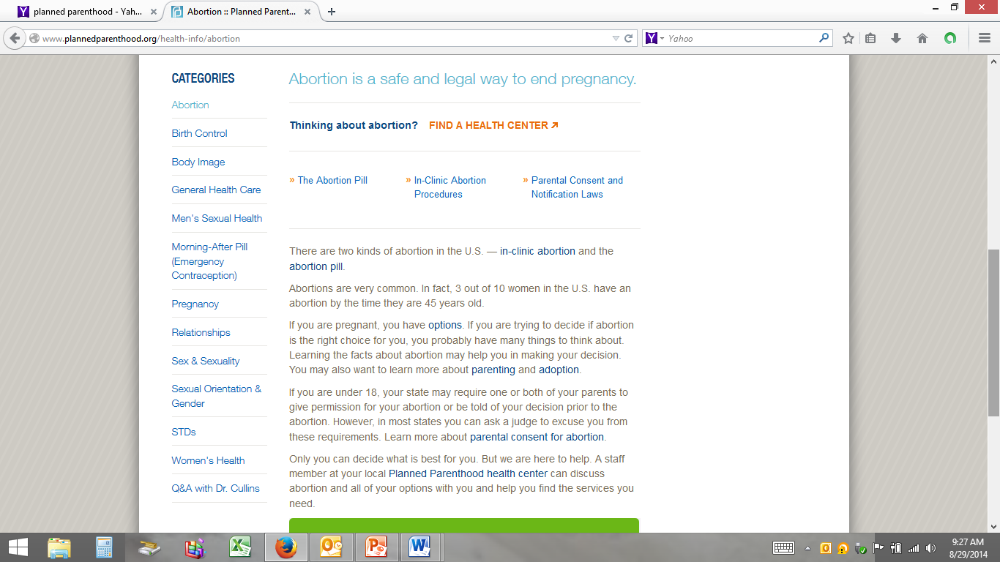 planned parenthood - Yah...
Abortion :: Planned Parent...
www.plannedparenthood.org/health-info/abortion
Yahoo
CATEGORIES
Abortion
Birth Control
Body Image
General Health Care
Men's Sexual Health
Morning-After Pill
(Emergency
Contraception)
Pregnancy
Relationships
Sex & Sexuality
Sexual Orientation &
Gender
STDs
Women's Health
Q&A with Dr. Cullins
Abortion is a safe and legal way to end pregnancy.
Thinking about abortion? FIND A HEALTH CENTER
» The Abortion Pill
» In-Clinic Abortion
Procedures
» Parental Consent and
Notification Laws
There are two kinds of abortion in the U.S. — in-clinic abortion and the
abortion pill.
Abortions are very common. In fact, 3 out of 10 women in the U.S. have an
abortion by the time they are 45 years old.
If you are pregnant, you have options. If you are trying to decide if abortion
is the right choice for you, you probably have many things to think about.
Learning the facts about abortion may help you in making your decision.
You may also want to learn more about parenting and adoption.
If you are under 18, your state may require one or both of your parents to
give permission for your abortion or be told of your decision prior to the
abortion. However, in most states you can ask a judge to excuse you from
these requirements. Learn more about parental consent for abortion.
Only you can decide what is best for you. But we are here to help. A staff
member at your local Planned Parenthood health center can discuss
abortion and all of your options with you and help you find the services you
need.
9:27 AM
8/29/2014